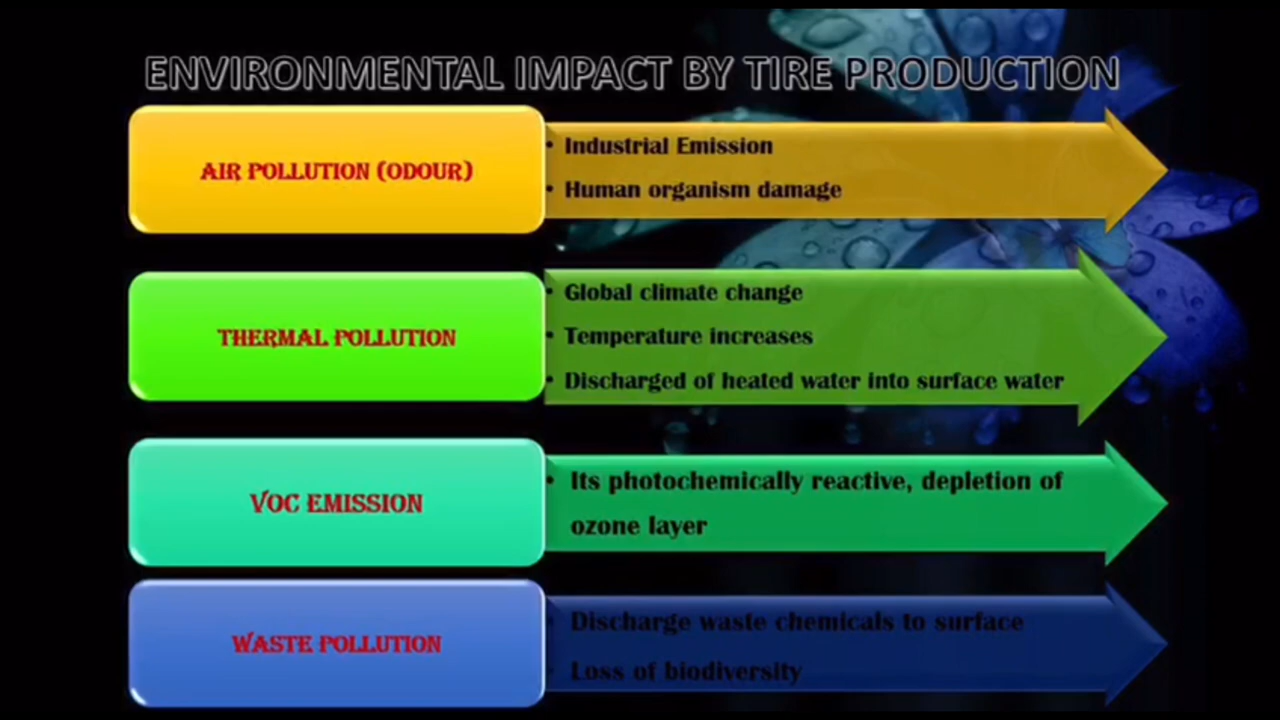 ENVIRONMENTAL IMPACT BY TIRE PRODUCTION
AIR POLLUTION (ODOUR)
• Industrial Emission
• Human organism damage
THERMAL POLLUTION
• Global climate change
• Temperature increases
• Discharged of heated water into surface water
VOC EMISSION
• Its photochemically reactive, depletion of
ozone layer
WASTE POLLUTION
• Discharge waste chemicals to surface
• Loss of biodiversity